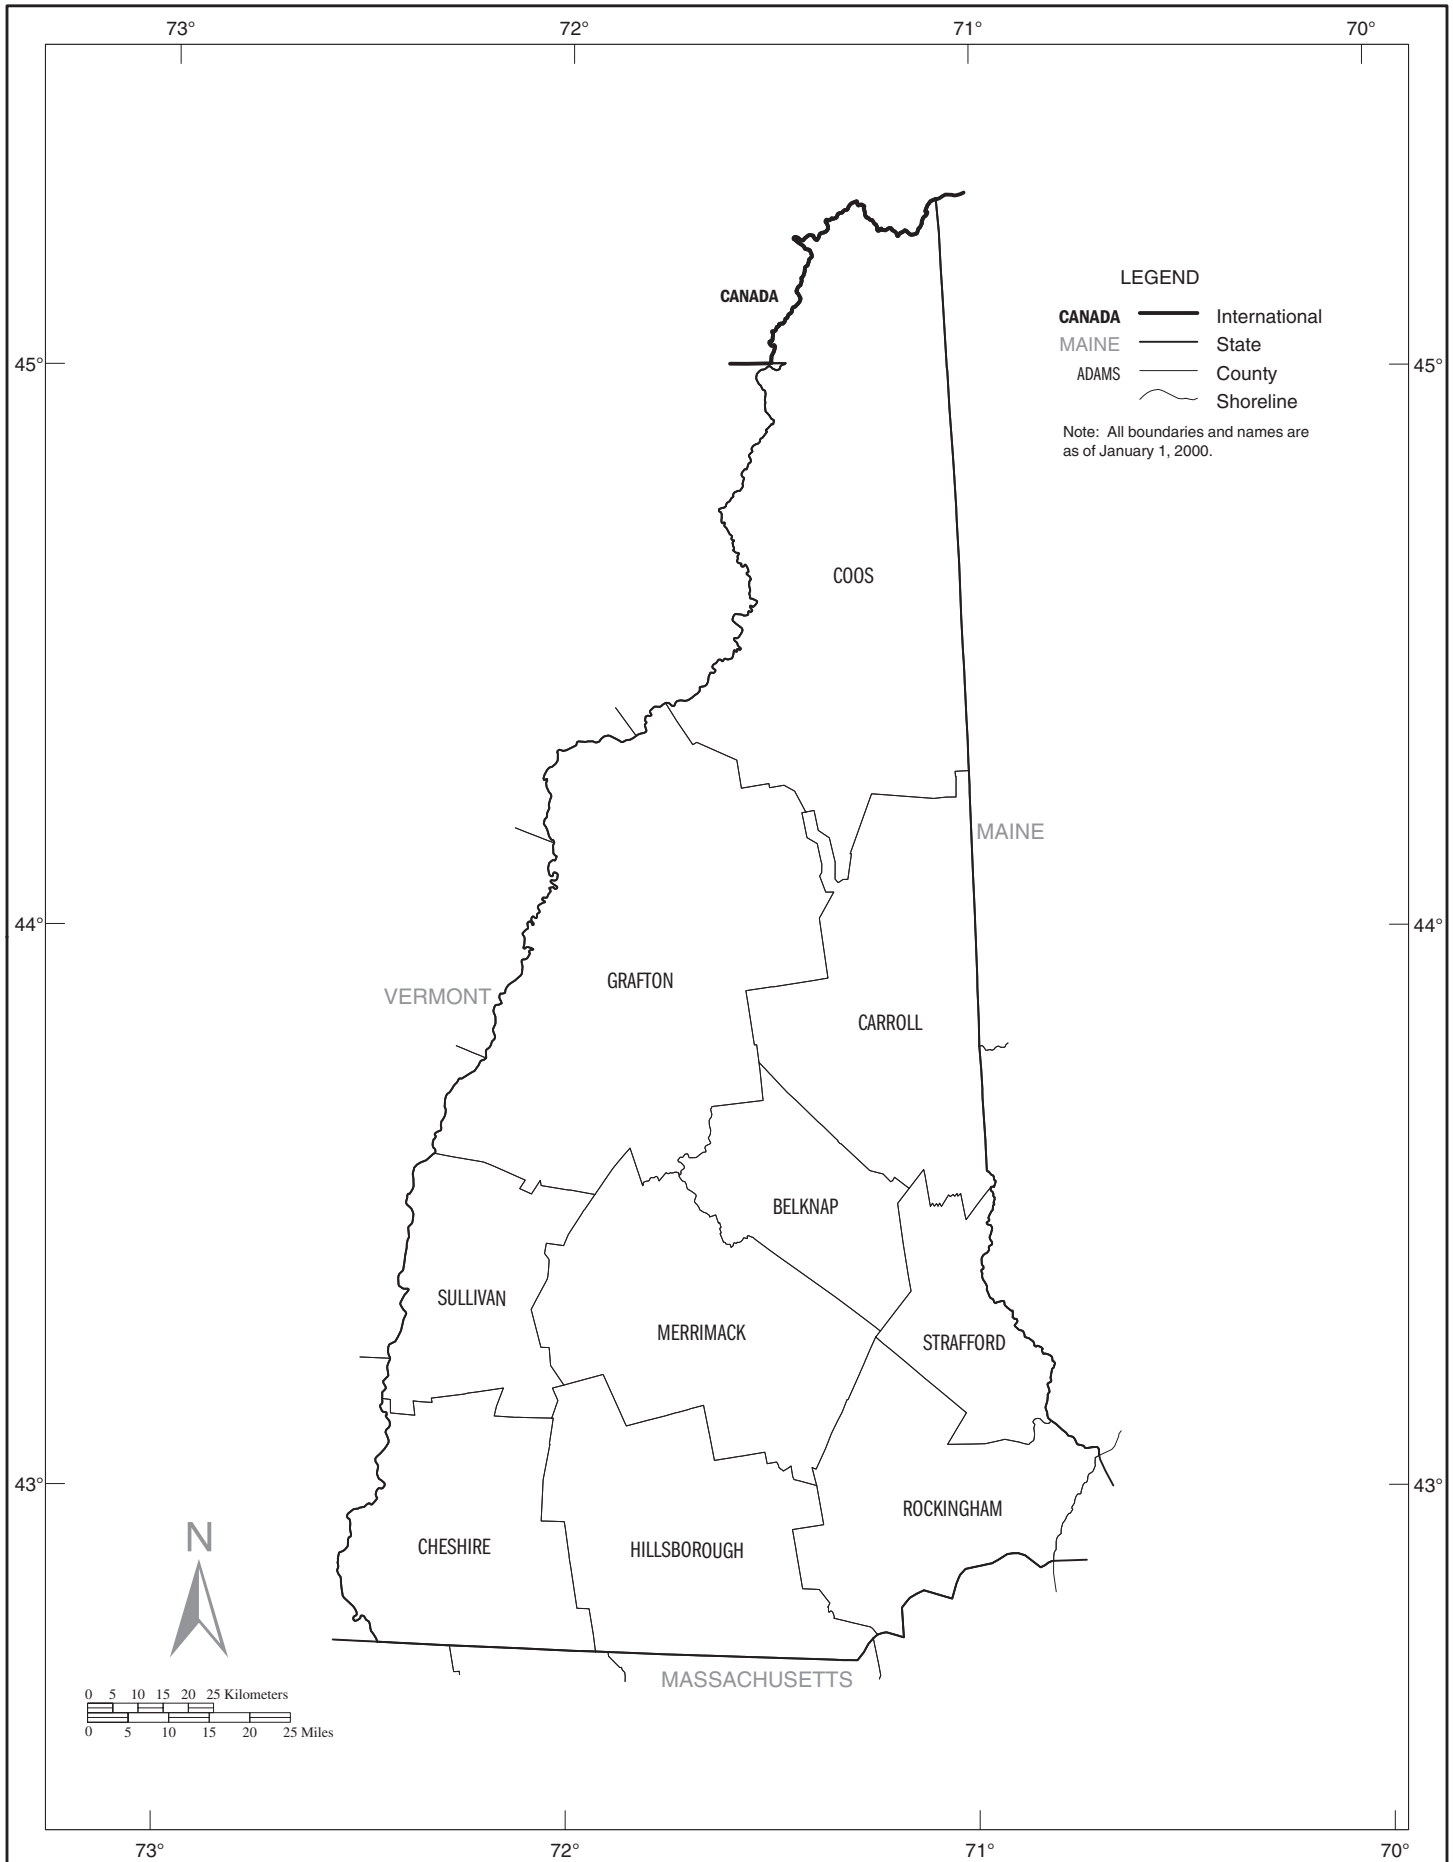 73° 72° 71° 70°
LEGEND
CANADA
CANADA International
MAINE State
45° 45°
ADAMS County
Shoreline
Note: All boundaries and names are
as of January 1, 2000.
COOS
MAINE
44° 44°
GRAFTON
VERMONT
CARROLL
BELKNAP
SULLIVAN
MERRIMACK
STRAFFORD
43° 43°
ROCKINGHAM
N
CHESHIRE
HILLSBOROUGH
MASSACHUSETTS
0 5 10 15 20 25 Kilometers
0 5 10 15 20 25 Miles
73° 72° 71° 70°